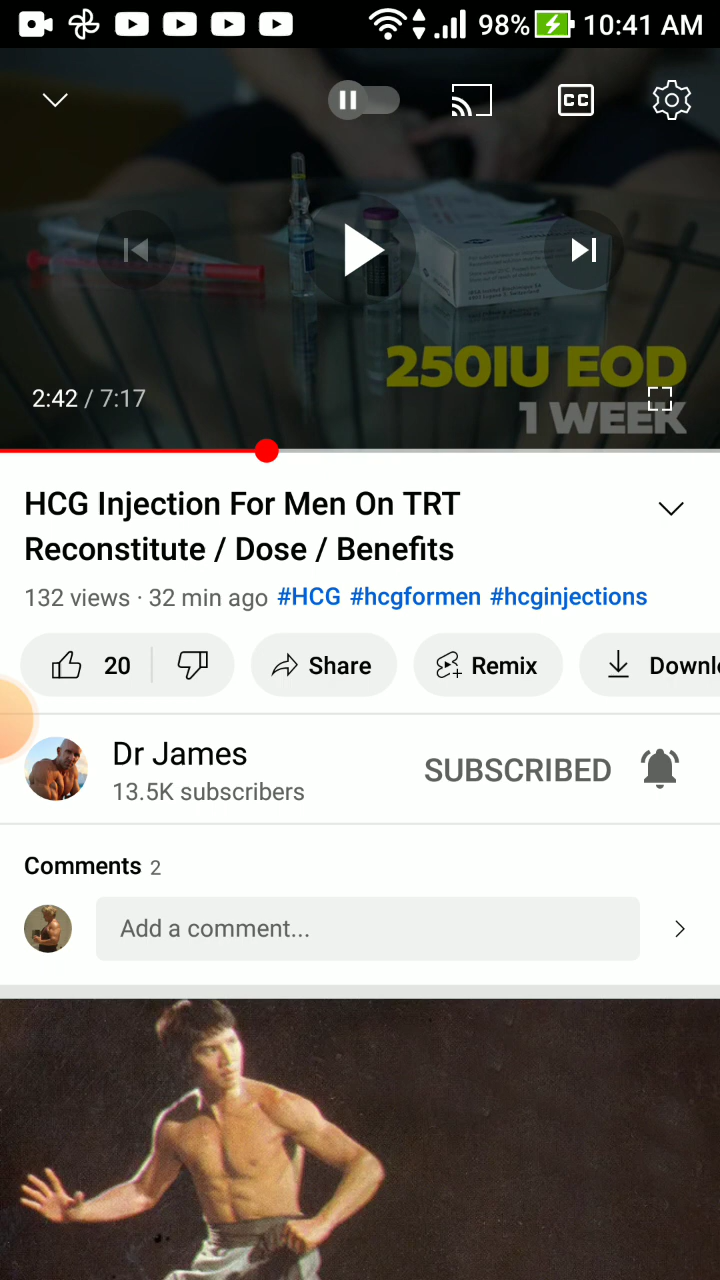 98% 10:41 AM
CC
250IU EOD
2:42 / 7:17
1 WEEK
HCG Injection For Men On TRT
Reconstitute / Dose / Benefits
132 views · 32 min ago #HCG #hcgformen #hcginjections
20 Share Remix Downlo
Dr James
SUBSCRIBED
13.5K subscribers
Comments 2
Add a comment...